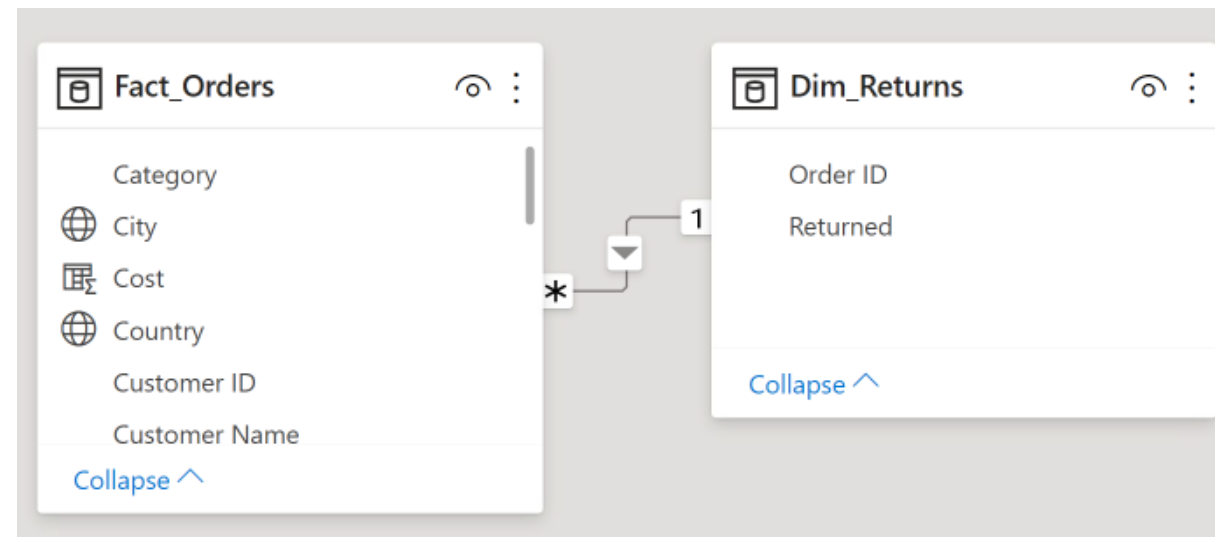 Fact_Orders
Category
City
Cost
Country
Customer ID
Customer Name
Collapse
*
1
Dim_Returns
Order ID
Returned
Collapse